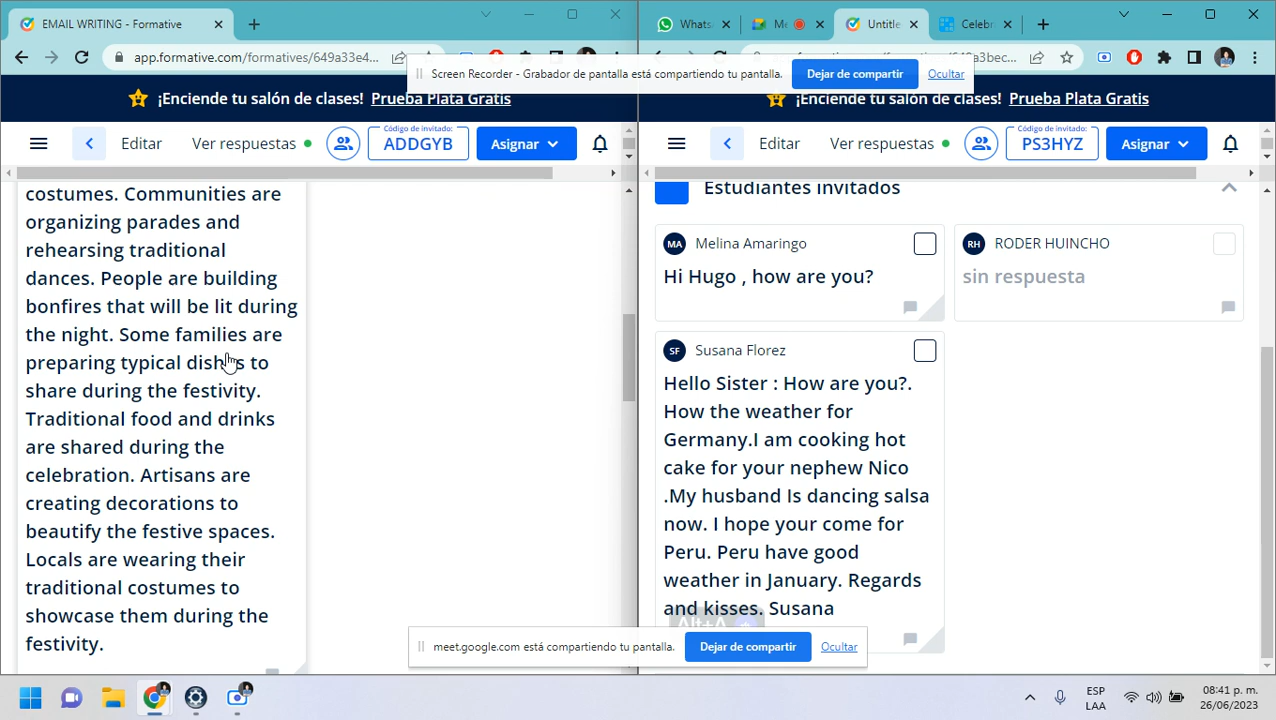 EMAIL WRITING - Formative
app.formative.com/formatives/649a33e4...
Whats
Me
Untitle
Celebr
Screen Recorder - Grabador de pantalla está compartiendo tu pantalla.
Dejar de compartir
Ocultar
¡Enciende tu salón de clases! Prueba Plata Gratis
¡Enciende tu salón de clases! Prueba Plata Gratis
Editar
Ver respuestas
Código de invitado:
ADDGYB
Asignar
Editar
Ver respuestas
Código de invitado:
PS3HYZ
Asignar
costumes. Communities are
organizing parades and
rehearsing traditional
dances. People are building
bonfires that will be lit during
the night. Some families are
preparing typical dishes to
share during the festivity.
Traditional food and drinks
are shared during the
celebration. Artisans are
creating decorations to
beautify the festive spaces.
Locals are wearing their
traditional costumes to
showcase them during the
festivity.
Estudiantes invitados
MA Melina Amaringo
Hi Hugo , how are you?
RH RODER HUINCHO
sin respuesta
SF Susana Florez
Hello Sister : How are you?.
How the weather for
Germany.I am cooking hot
cake for your nephew Nico
.My husband Is dancing salsa
now. I hope your come for
Peru. Peru have good
weather in January. Regards
and kisses. Susana
Alt+A
meet.google.com está compartiendo tu pantalla.
Dejar de compartir
Ocultar
ESP
LAA
08:41 p. m.
26/06/2023